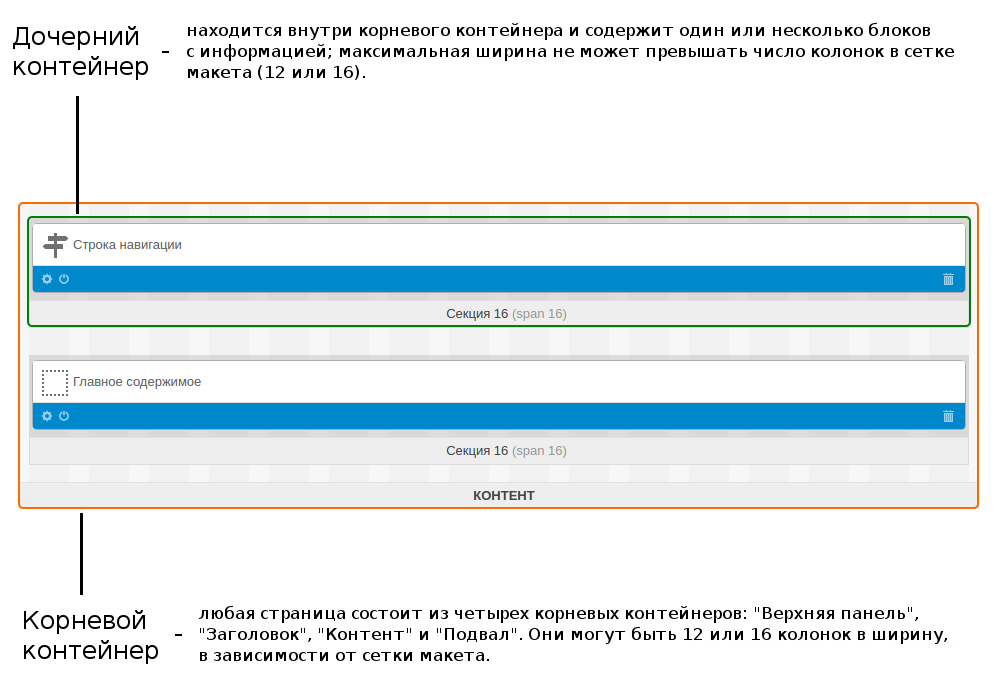 Дочерний
контейнер
–
находится внутри корневого контейнера и содержит один или несколько блоков
с информацией; максимальная ширина не может превышать число колонок в сетке
макета (12 или 16).
Строка навигации
Секция 16 (span 16)
Главное содержимое
Секция 16 (span 16)
КОНТЕНТ
Корневой
контейнер
–
любая страница состоит из четырех корневых контейнеров: "Верхняя панель",
"Заголовок", "Контент" и "Подвал". Они могут быть 12 или 16 колонок в ширину,
в зависимости от сетки макета.